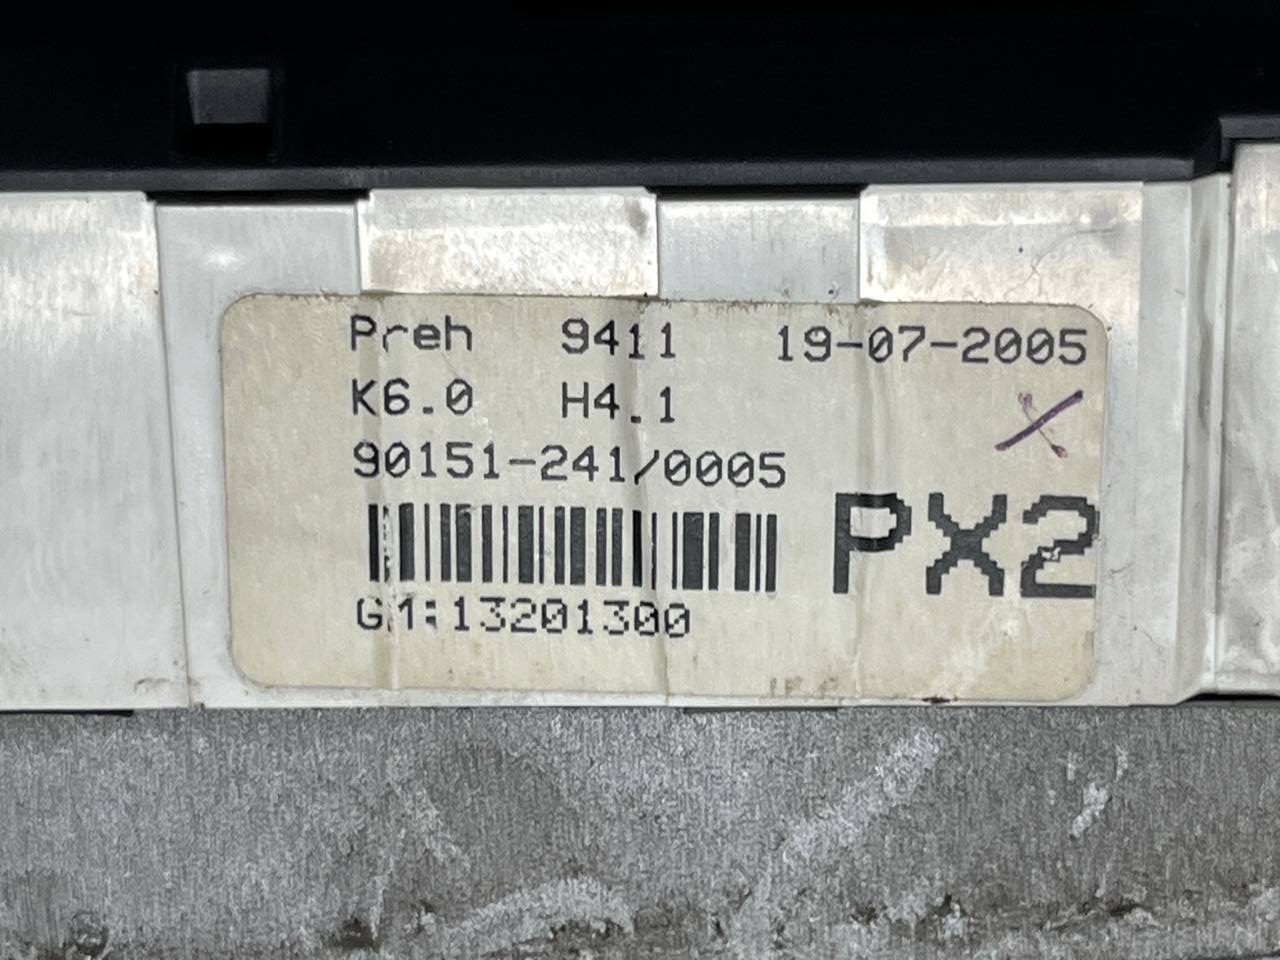 Preh 9411 19-07-2005
K6.0 H4.1
90151-241/0005
PX2
GM:13201300